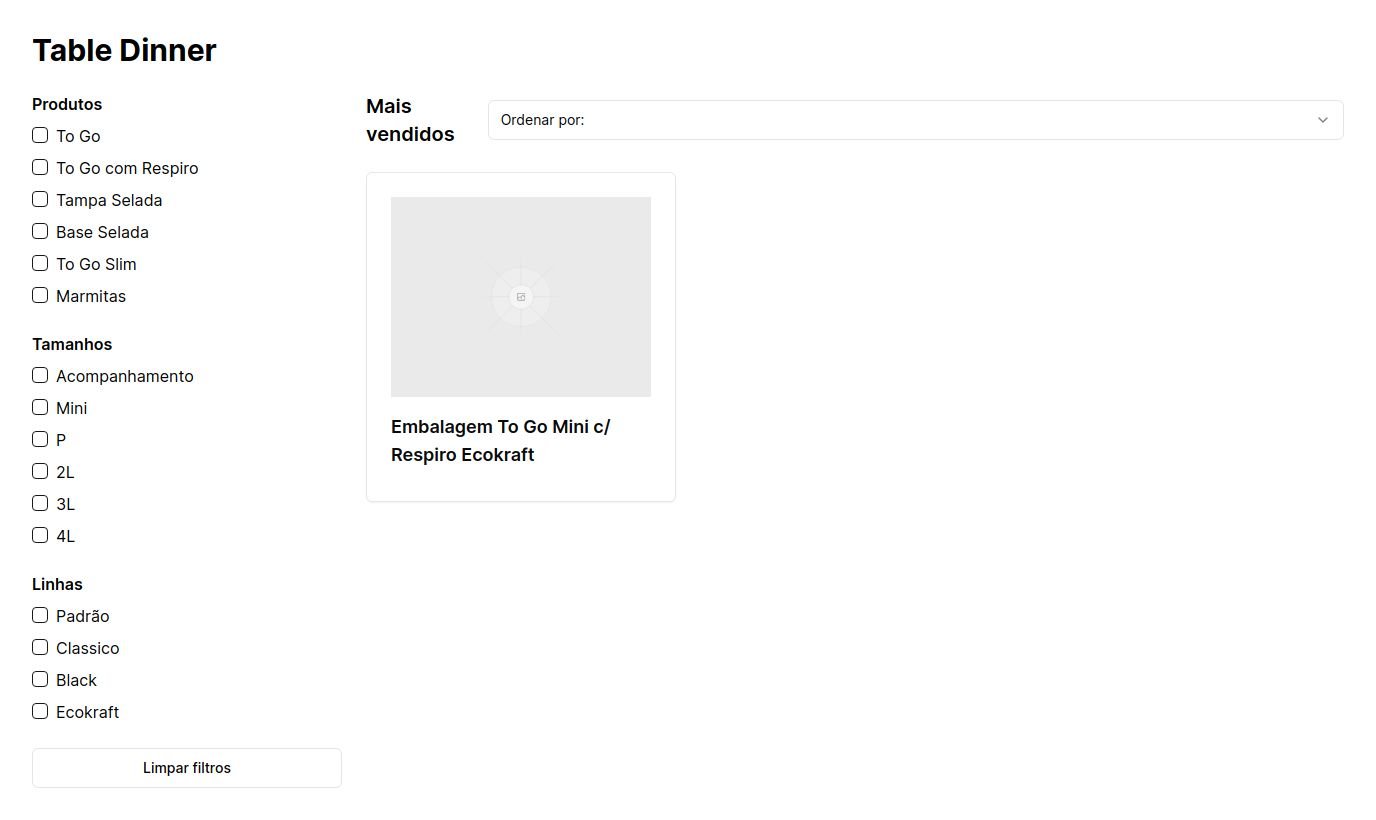 Table Dinner
Produtos
To Go
To Go com Respiro
Tampa Selada
Base Selada
To Go Slim
Marmitas
Tamanhos
Acompanhamento
Mini
P
2L
3L
4L
Linhas
Padrão
Classico
Black
Ecokraft
Limpar filtros
Mais
vendidos
Ordenar por:
Embalagem To Go Mini c/
Respiro Ecokraft